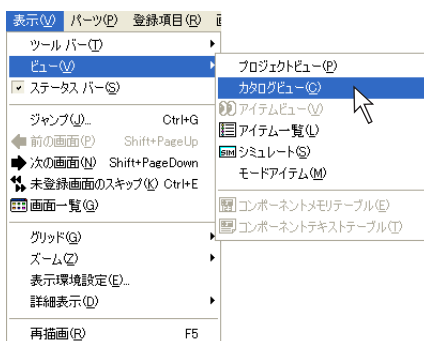 表示(V) パーツ(P) 登録項目(R)
ツール バー(T)
ビュー(V)
ステータス バー(S)
ジャンプ(J)... Ctrl+G
前の画面(P) Shift+PageUp
次の画面(N) Shift+PageDown
未登録画面のスキップ(K) Ctrl+E
画面一覧(G)
グリッド(G)
ズーム(Z)
表示環境設定(E)...
詳細表示(D)
再描画(R) F5
プロジェクトビュー(P)
カタログビュー(C)
アイテムビュー(V)
アイテム一覧(L)
SIM シミュレート(S)
モードアイテム(M)
コンポーネントメモリテーブル(E)
コンポーネントテキストテーブル(T)